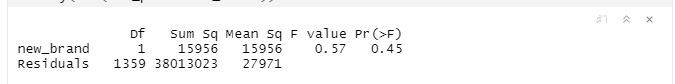 Df Sum Sq Mean Sq F value Pr(>F)
new_brand 1 15956 15956 0.57 0.45
Residuals 1359 38013023 27971